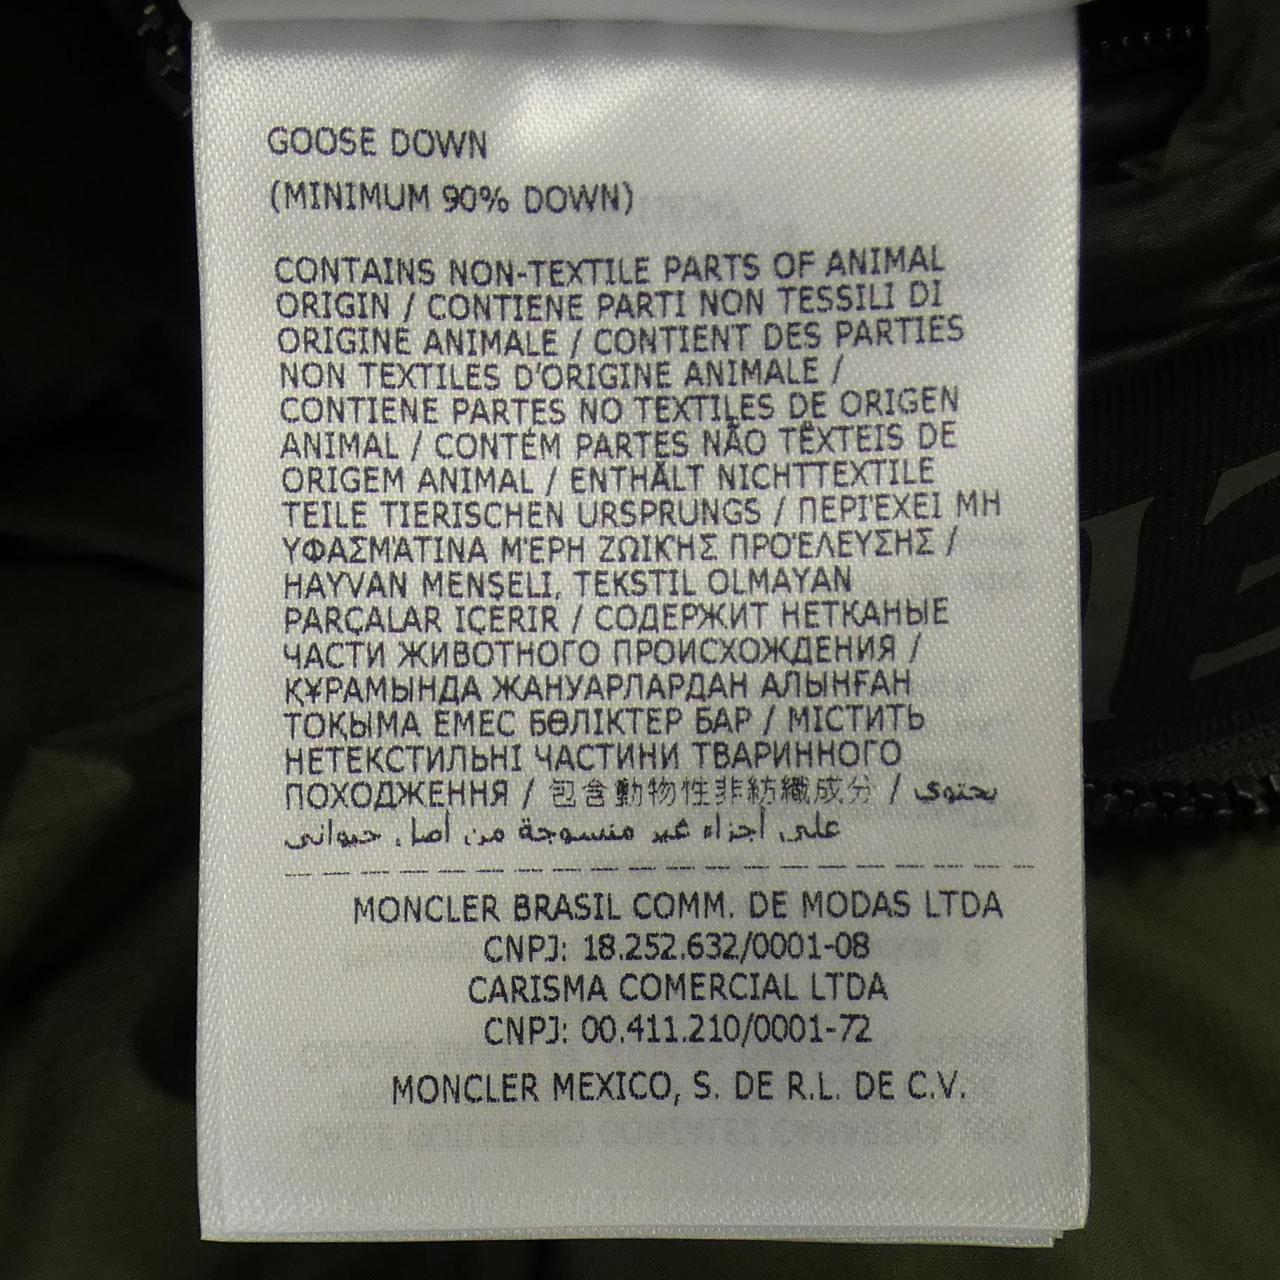 GOOSE DOWN
(MINIMUM 90% DOWN)
CONTAINS NON-TEXTILE PARTS OF ANIMAL
ORIGIN / CONTIENE PARTI NON TESSILI DI
ORIGINE ANIMALE / CONTIENT DES PARTIES
NON TEXTILES D'ORIGINE ANIMALE /
CONTIENE PARTES NO TEXTILES DE ORIGEN
ANIMAL / CONTÉM PARTES NÃO TÊXTEIS DE
ORIGEM ANIMAL / ENTHÄLT NICHTTEXTILE
TEILE TIERISCHEN URSPRUNGS / ΠΕΡΙΈΧΕΙ ΜΗ
ΥΦΑΣΜΆΤΙΝΑ ΜΈΡΗ ΖΩΙΚΉΣ ΠΡΟΈΛΕΥΣΗΣ /
HAYVAN MENŞELI, TEKSTIL OLMAYAN
PARÇALAR IÇERIR / СОДЕРЖИТ НЕТКАНЫЕ
ЧАСТИ ЖИВОТНОГО ПРОИСХОЖДЕНИЯ /
ҚҰРАМЫНДА ЖАНУАРЛАРДАН АЛЫНҒАН
ТОҚЫМА ЕМЕС БӨЛІКТЕР БАР / МІСТИТЬ
НЕТЕКСТИЛЬНІ ЧАСТИНИ ТВАРИННОГО
ПОХОДЖЕННЯ / 包含動物性非紡織成分 / يحتوي
على أجزاء غير منسوجة من أصل حيواني
MONCLER BRASIL COMM. DE MODAS LTDA
CNPJ: 18.252.632/0001-08
CARISMA COMERCIAL LTDA
CNPJ: 00.411.210/0001-72
MONCLER MEXICO, S. DE R.L. DE C.V.